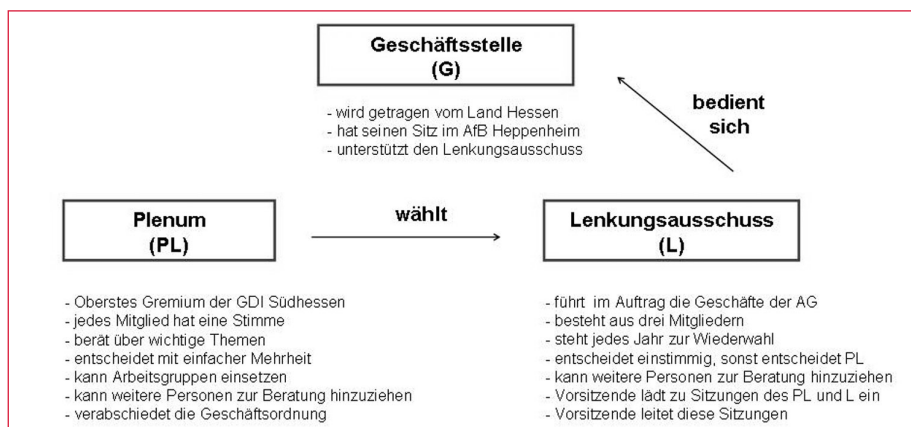 Geschäftsstelle
(G)
- wird getragen vom Land Hessen
- hat seinen Sitz im AfB Heppenheim
- unterstützt den Lenkungsausschuss
bedient
sich
Plenum
(PL)
wählt
Lenkungsausschuss
(L)
- Oberstes Gremium der GDI Südhessen
- jedes Mitglied hat eine Stimme
- berät über wichtige Themen
- entscheidet mit einfacher Mehrheit
- kann Arbeitsgruppen einsetzen
- kann weitere Personen zur Beratung hinzuziehen
- verabschiedet die Geschäftsordnung
- führt im Auftrag die Geschäfte der AG
- besteht aus drei Mitgliedern
- steht jedes Jahr zur Wiederwahl
- entscheidet einstimmig, sonst entscheidet PL
- kann weitere Personen zur Beratung hinzuziehen
- Vorsitzende lädt zu Sitzungen des PL und L ein
- Vorsitzende leitet diese Sitzungen